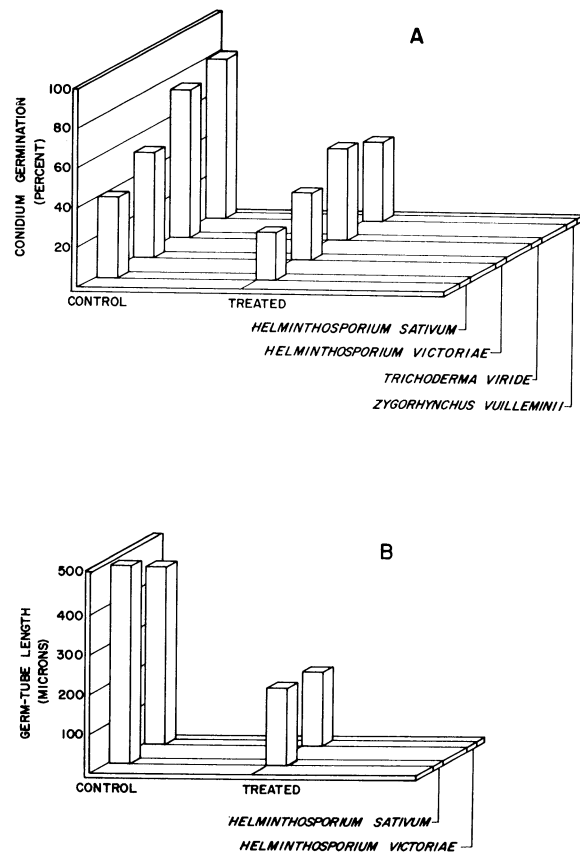 A
CONIDIUM GERMINATION
(PERCENT)
100
80
60
40
20
CONTROL
TREATED
HELMINTHOSPORIUM SATIVUM
HELMINTHOSPORIUM VICTORIAE
TRICHODERMA VIRIDE
ZYGORHYNCHUS VUILLEMINII
B
GERM-TUBE LENGTH
(MICRONS)
500
400
300
200
100
CONTROL
TREATED
HELMINTHOSPORIUM SATIVUM
HELMINTHOSPORIUM VICTORIAE